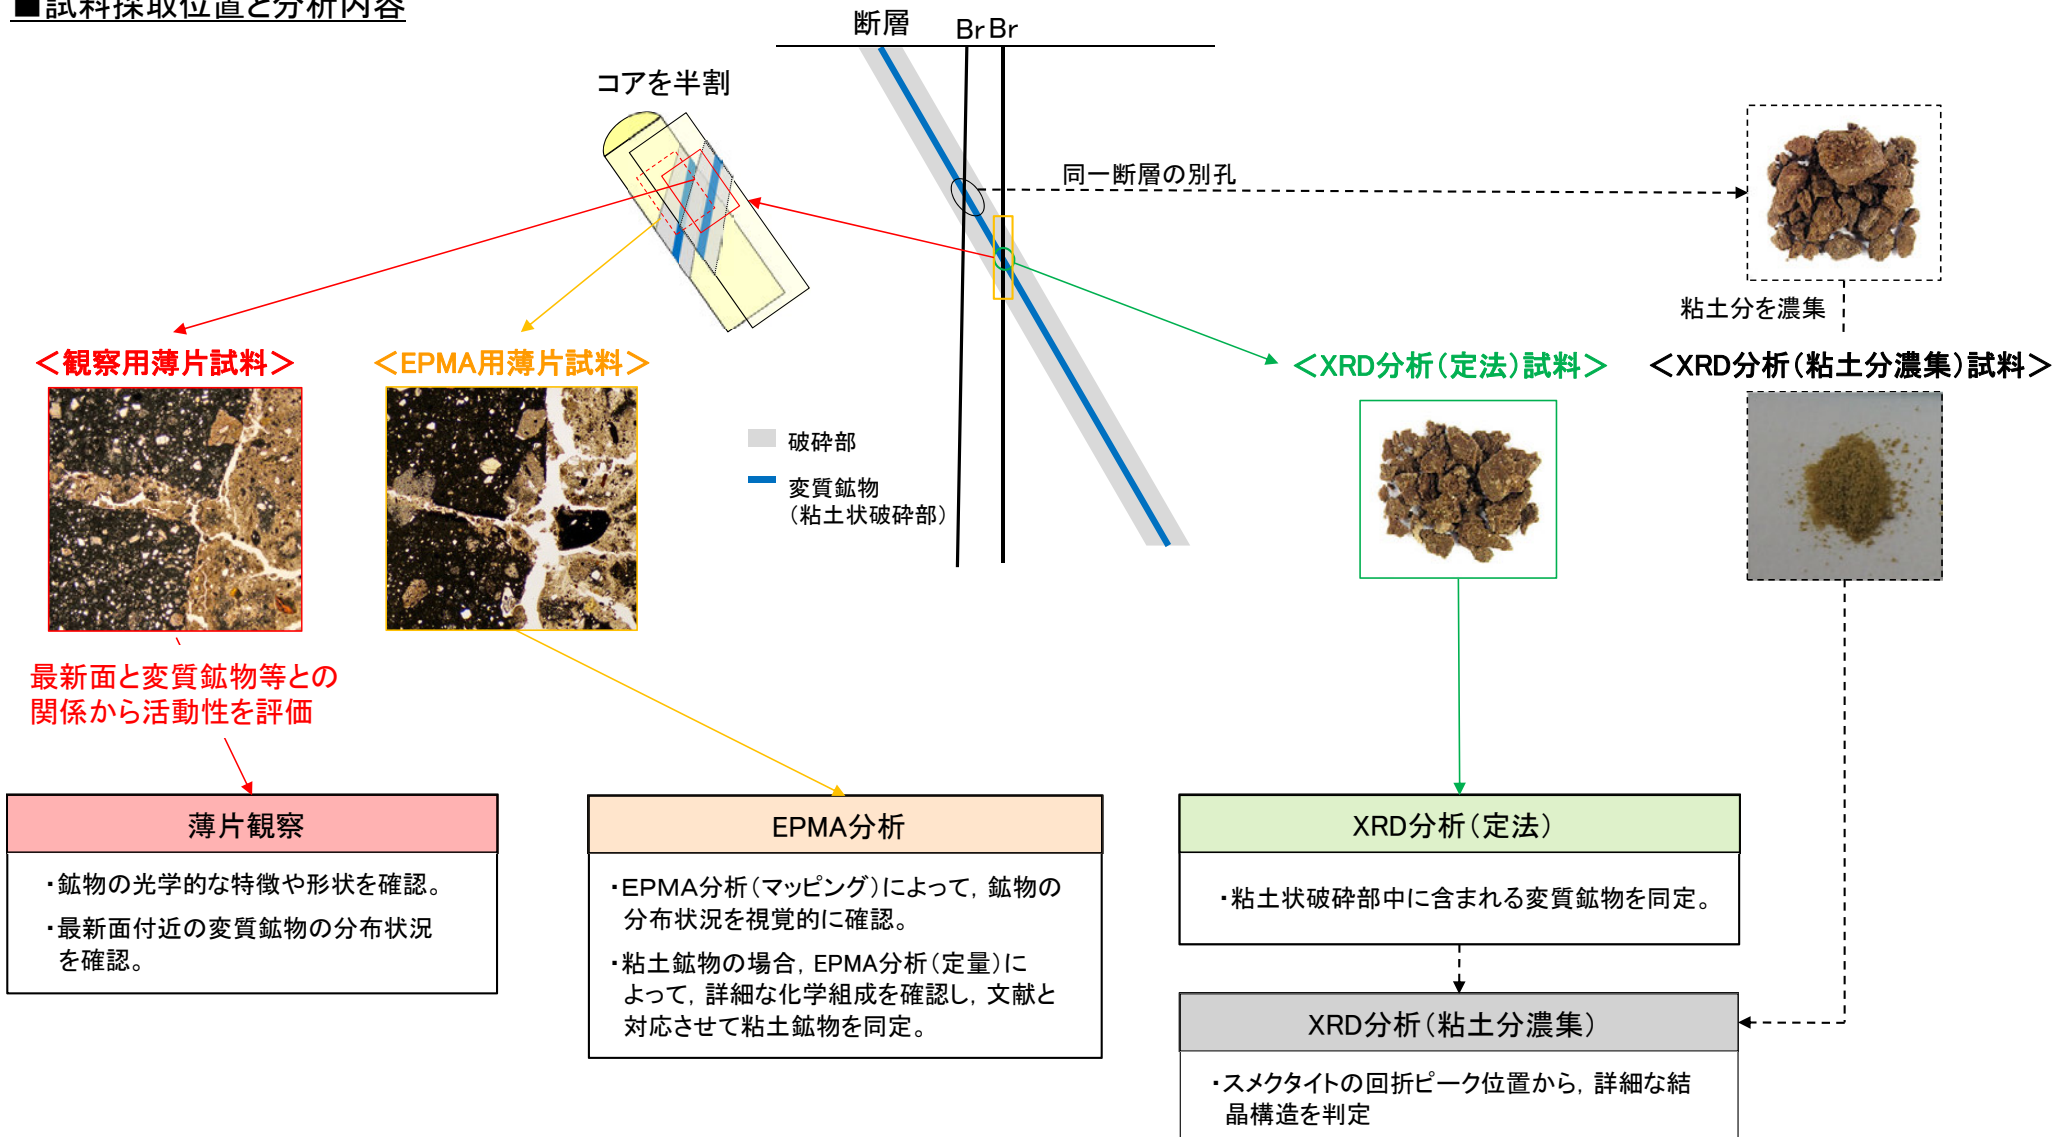 ■試料採取位置と分析内容
断層
Br
Br
コアを半割
同一断層の別孔
粘土分を濃集
＜観察用薄片試料＞
＜EPMA用薄片試料＞
＜XRD分析（定法）試料＞
＜XRD分析（粘土分濃集）試料＞
破砕部
変質鉱物
（粘土状破砕部）
最新面と変質鉱物等との
関係から活動性を評価
薄片観察
・鉱物の光学的な特徴や形状を確認。
・最新面付近の変質鉱物の分布状況
を確認。
EPMA分析
・EPMA分析（マッピング）によって，鉱物の
分布状況を視覚的に確認。
・粘土鉱物の場合，EPMA分析（定量）に
よって，詳細な化学組成を確認し，文献と
対応させて粘土鉱物を同定。
XRD分析（定法）
・粘土状破砕部中に含まれる変質鉱物を同定。
XRD分析（粘土分濃集）
・スメクタイトの回折ピーク位置から，詳細な結
晶構造を判定